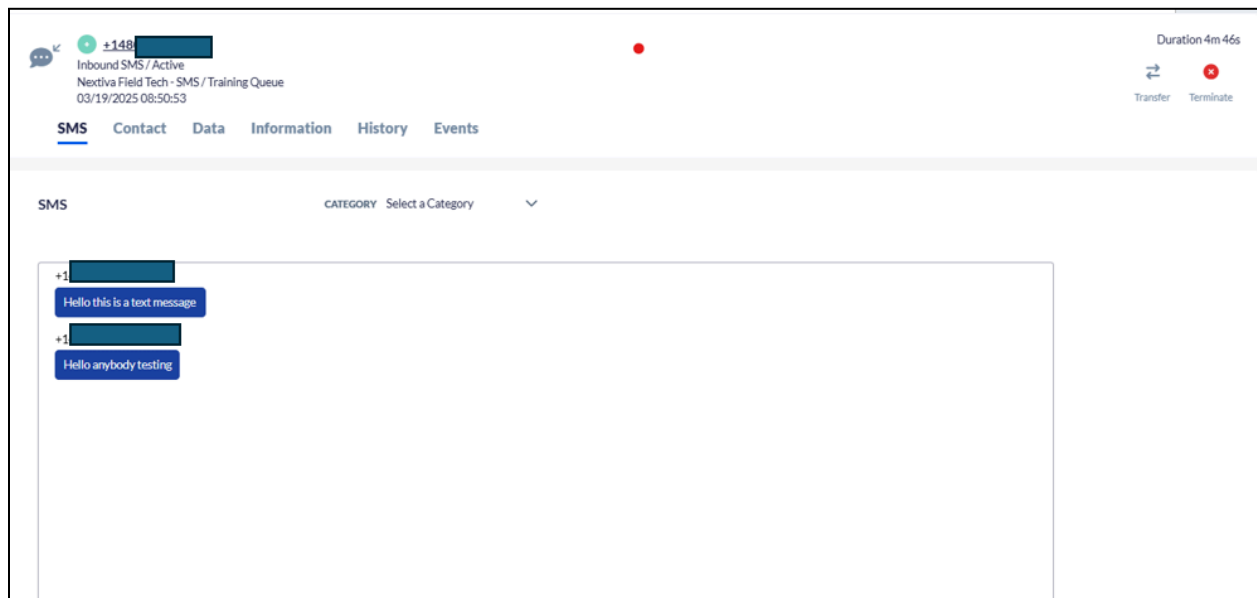 +148
Duration 4m 46s
Inbound SMS / Active
Nextiva Field Tech - SMS / Training Queue
03/19/2025 08:50:53
Transfer Terminate
SMS Contact Data Information History Events
SMS CATEGORY Select a Category
+1
Hello this is a text message
+1
Hello anybody testing